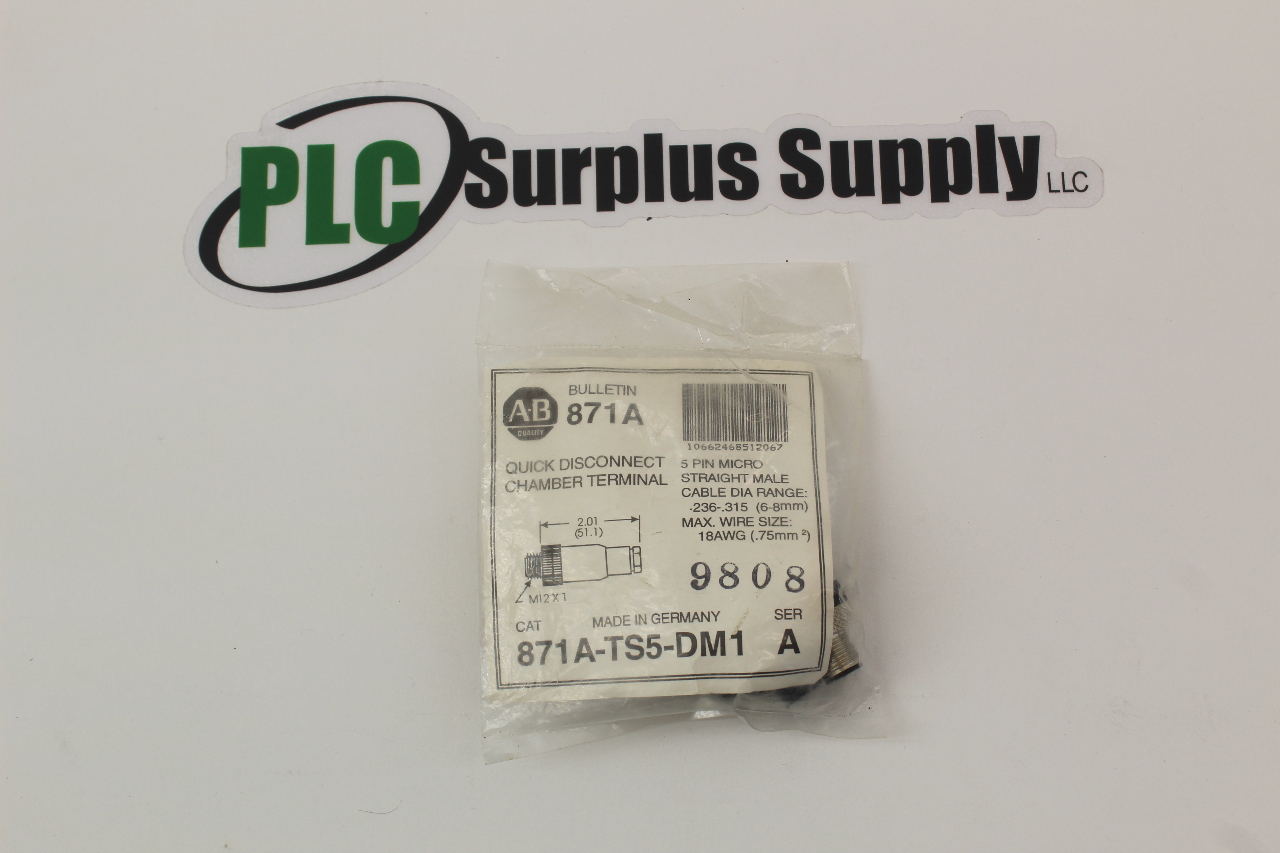 PLC Surplus Supply LLC
A-B
QUALITY
BULLETIN
871A
10662468512067
QUICK DISCONNECT
CHAMBER TERMINAL
5 PIN MICRO
STRAIGHT MALE
CABLE DIA RANGE:
.236-.315 (6-8mm)
MAX. WIRE SIZE:
18AWG (.75mm²)
2.01
(51.1)
M12X1
9808
CAT
MADE IN GERMANY
SER
871A-TS5-DM1
A